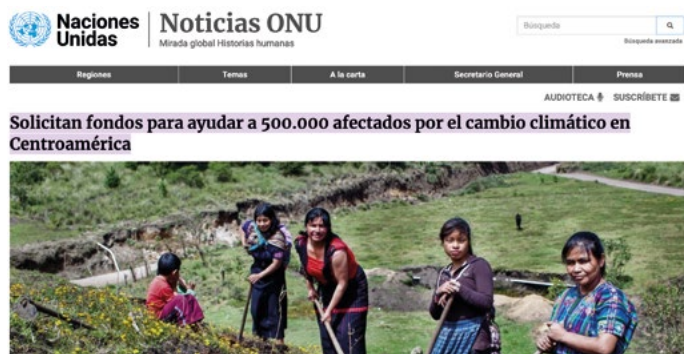 Naciones
Unidas
Noticias ONU
Mirada global Historias humanas
Búsqueda
Búsqueda avanzada
Regiones Temas A la carta Secretario General Prensa
AUDIOTECA SUSCRÍBETE
Solicitan fondos para ayudar a 500.000 afectados por el cambio climático en
Centroamérica